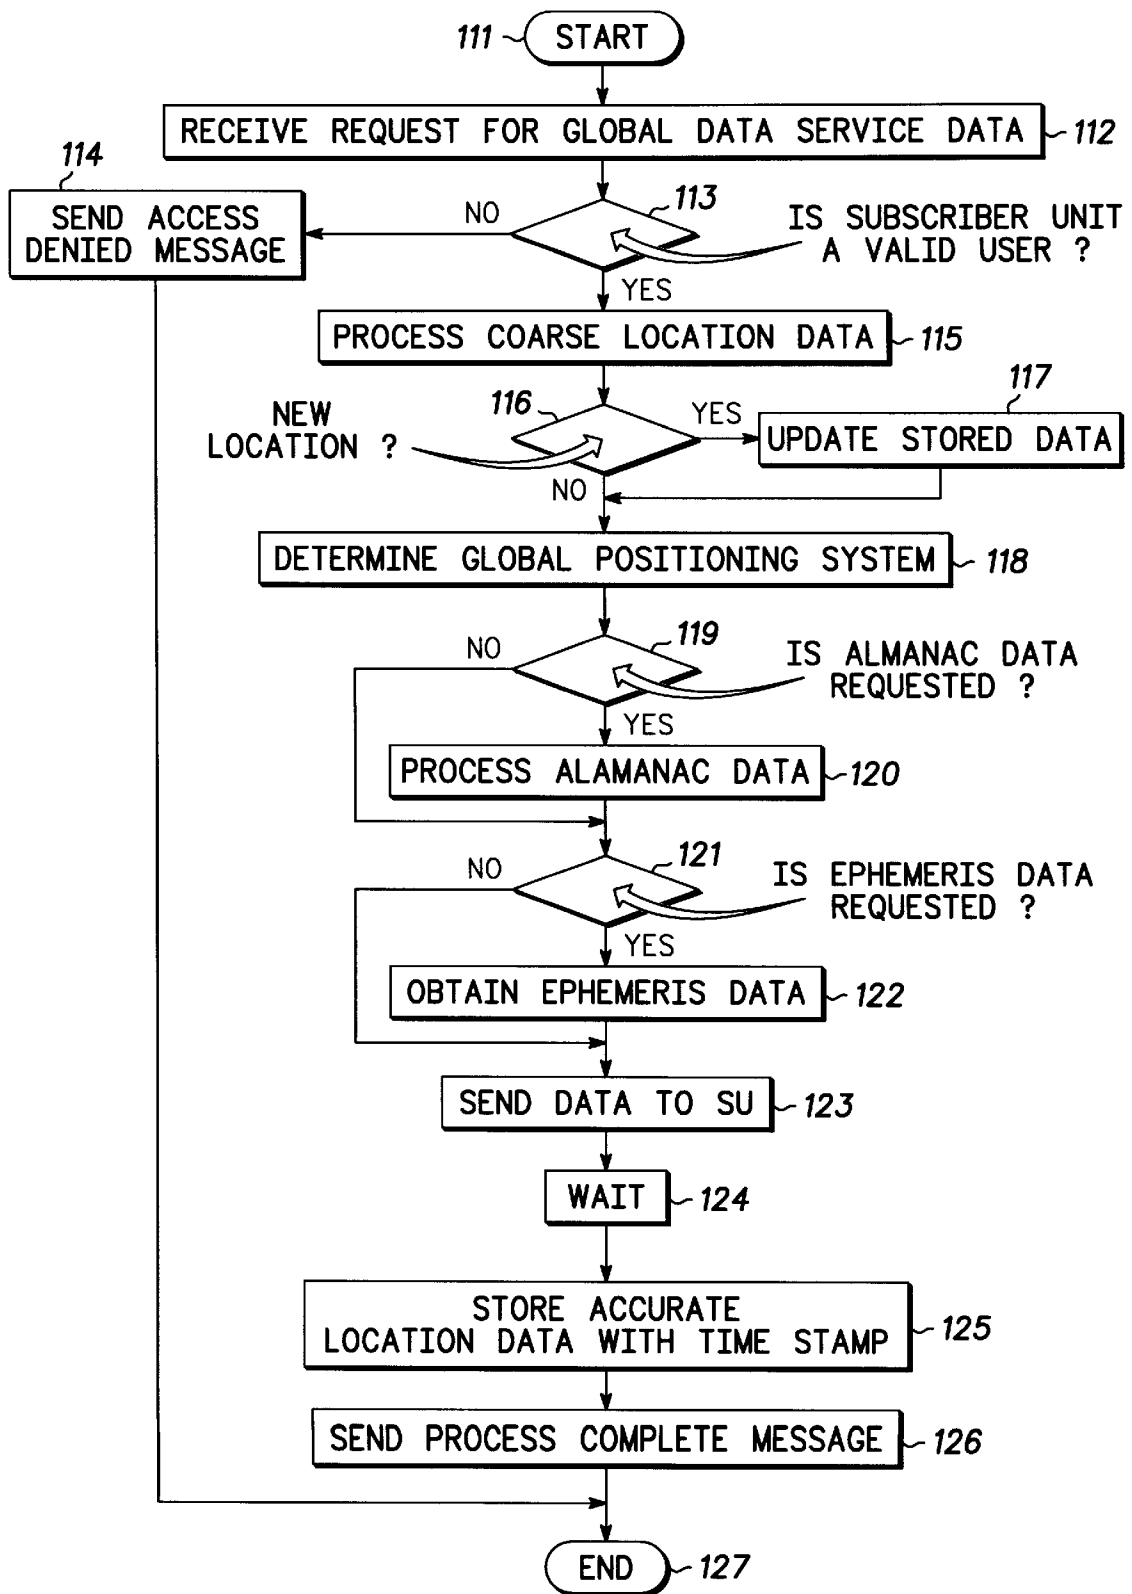 111
START
RECEIVE REQUEST FOR GLOBAL DATA SERVICE DATA
112
114
SEND ACCESS
DENIED MESSAGE
NO
113
IS SUBSCRIBER UNIT
A VALID USER ?
YES
PROCESS COARSE LOCATION DATA
115
NEW
LOCATION ?
116
YES
117
UPDATE STORED DATA
NO
DETERMINE GLOBAL POSITIONING SYSTEM
118
NO
119
IS ALMANAC DATA
REQUESTED ?
YES
PROCESS ALAMANAC DATA
120
NO
121
IS EPHEMERIS DATA
REQUESTED ?
YES
OBTAIN EPHEMERIS DATA
122
SEND DATA TO SU
123
WAIT
124
STORE ACCURATE
LOCATION DATA WITH TIME STAMP
125
SEND PROCESS COMPLETE MESSAGE
126
END
127